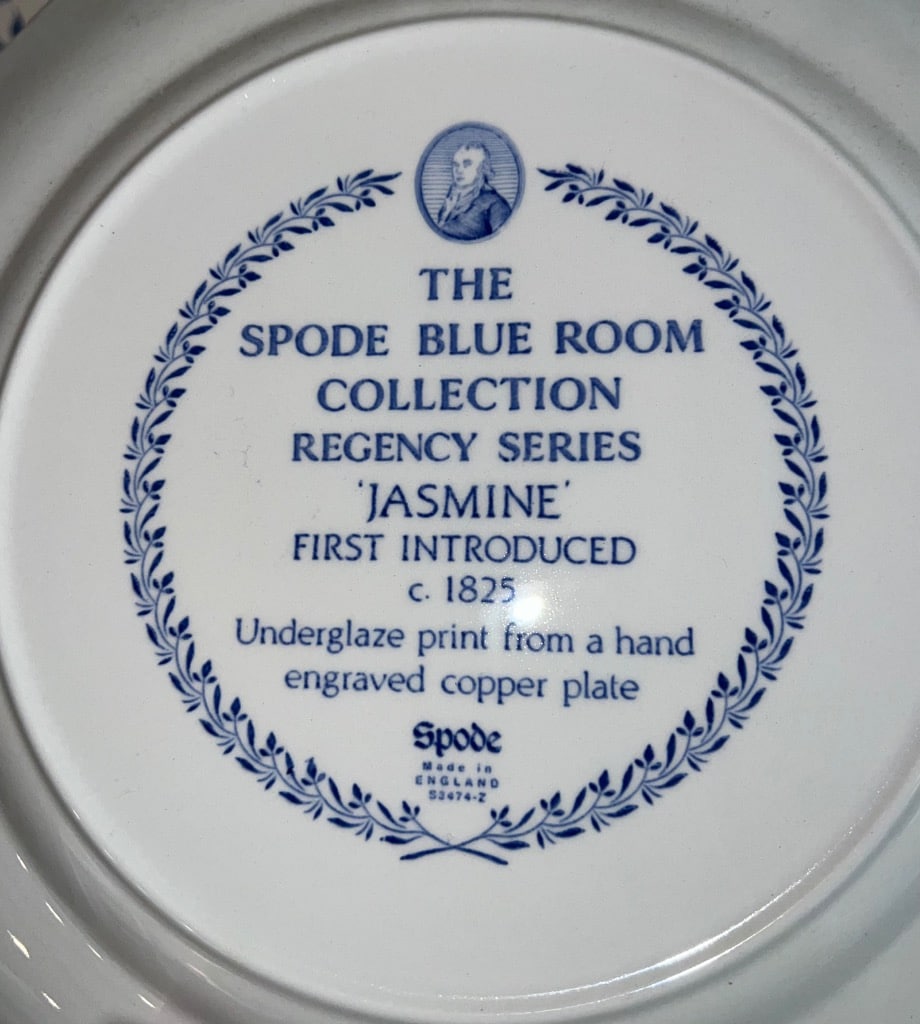 THE
SPODE BLUE ROOM
COLLECTION
REGENCY SERIES
'JASMINE'
FIRST INTRODUCED
c. 1825
Underglaze print from a hand
engraved copper plate
Spode
Made in
ENGLAND
S3474-Z